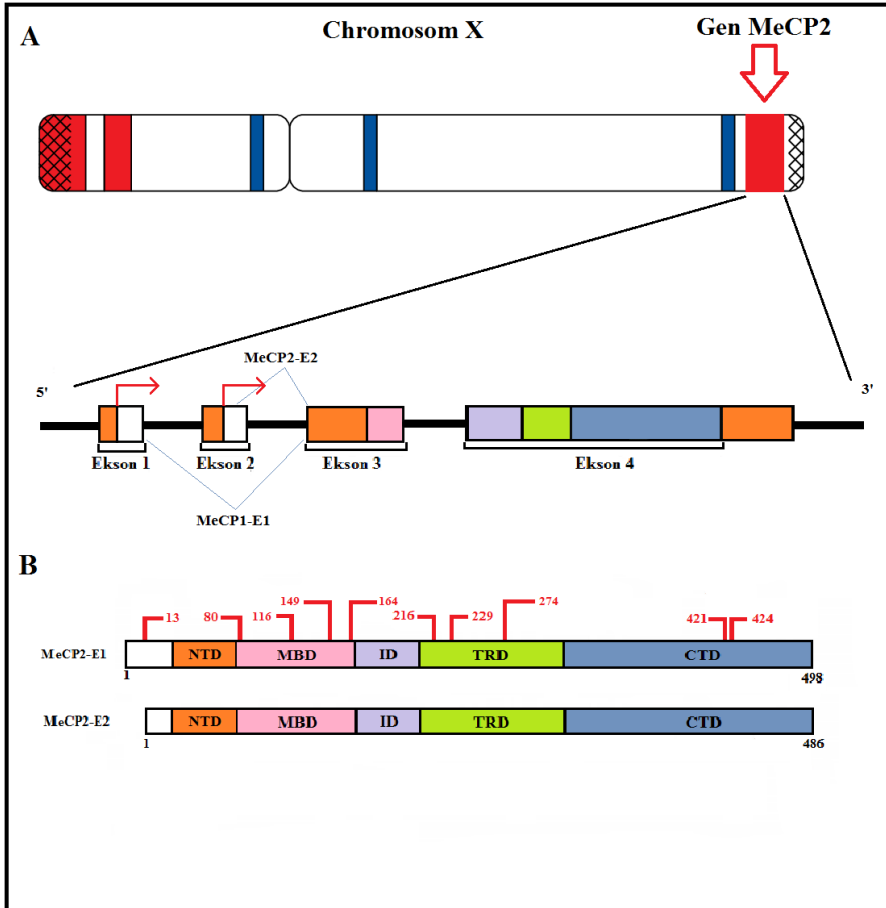 A
Chromosom X
Gen MeCP2
MeCP2-E2
5'
3'
Ekson 1
Ekson 2
Ekson 3
Ekson 4
MeCP1-E1
B
13
80
116
149
164
216
229
274
421
424
MeCP2-E1
NTD
MBD
ID
TRD
CTD
1
498
MeCP2-E2
NTD
MBD
ID
TRD
CTD
1
486